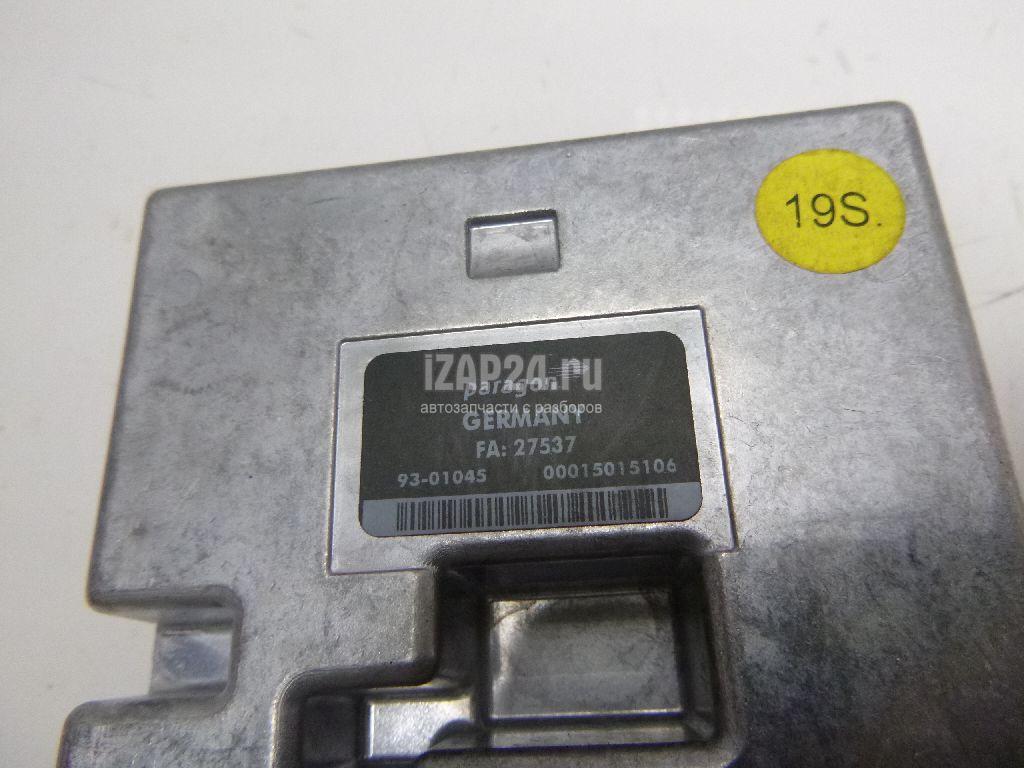 19S.
iZAP24.ru
paragon
автозапчасти с разборов
GERMANY
FA: 27537
93-01045 00015015106